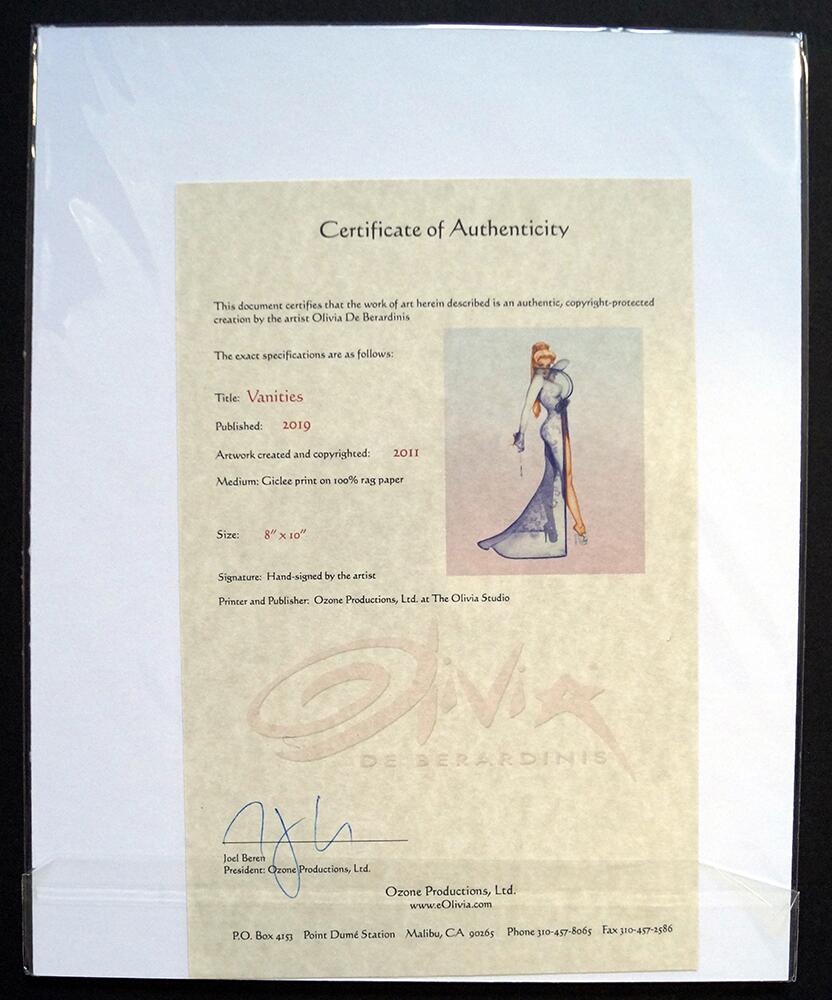 Certificate of Authenticity
This document certifies that the work of art herein described is an authentic, copyright-protected
creation by the artist Olivia De Berardinis
The exact specifications are as follows:
Title: Vanities
Published: 2019
Artwork created and copyrighted: 2011
Medium: Giclee print on 100% rag paper
Size: 8" x 10"
Signature: Hand-signed by the artist
Printer and Publisher: Ozone Productions, Ltd. at The Olivia Studio
Olivia
DE BERARDINIS
Joel Beren
President: Ozone Productions, Ltd.
Ozone Productions, Ltd.
www.eOlivia.com
P.O. Box 4153 Point Dumé Station Malibu, CA 90265 Phone 310-457-8065 Fax 310-457-2586